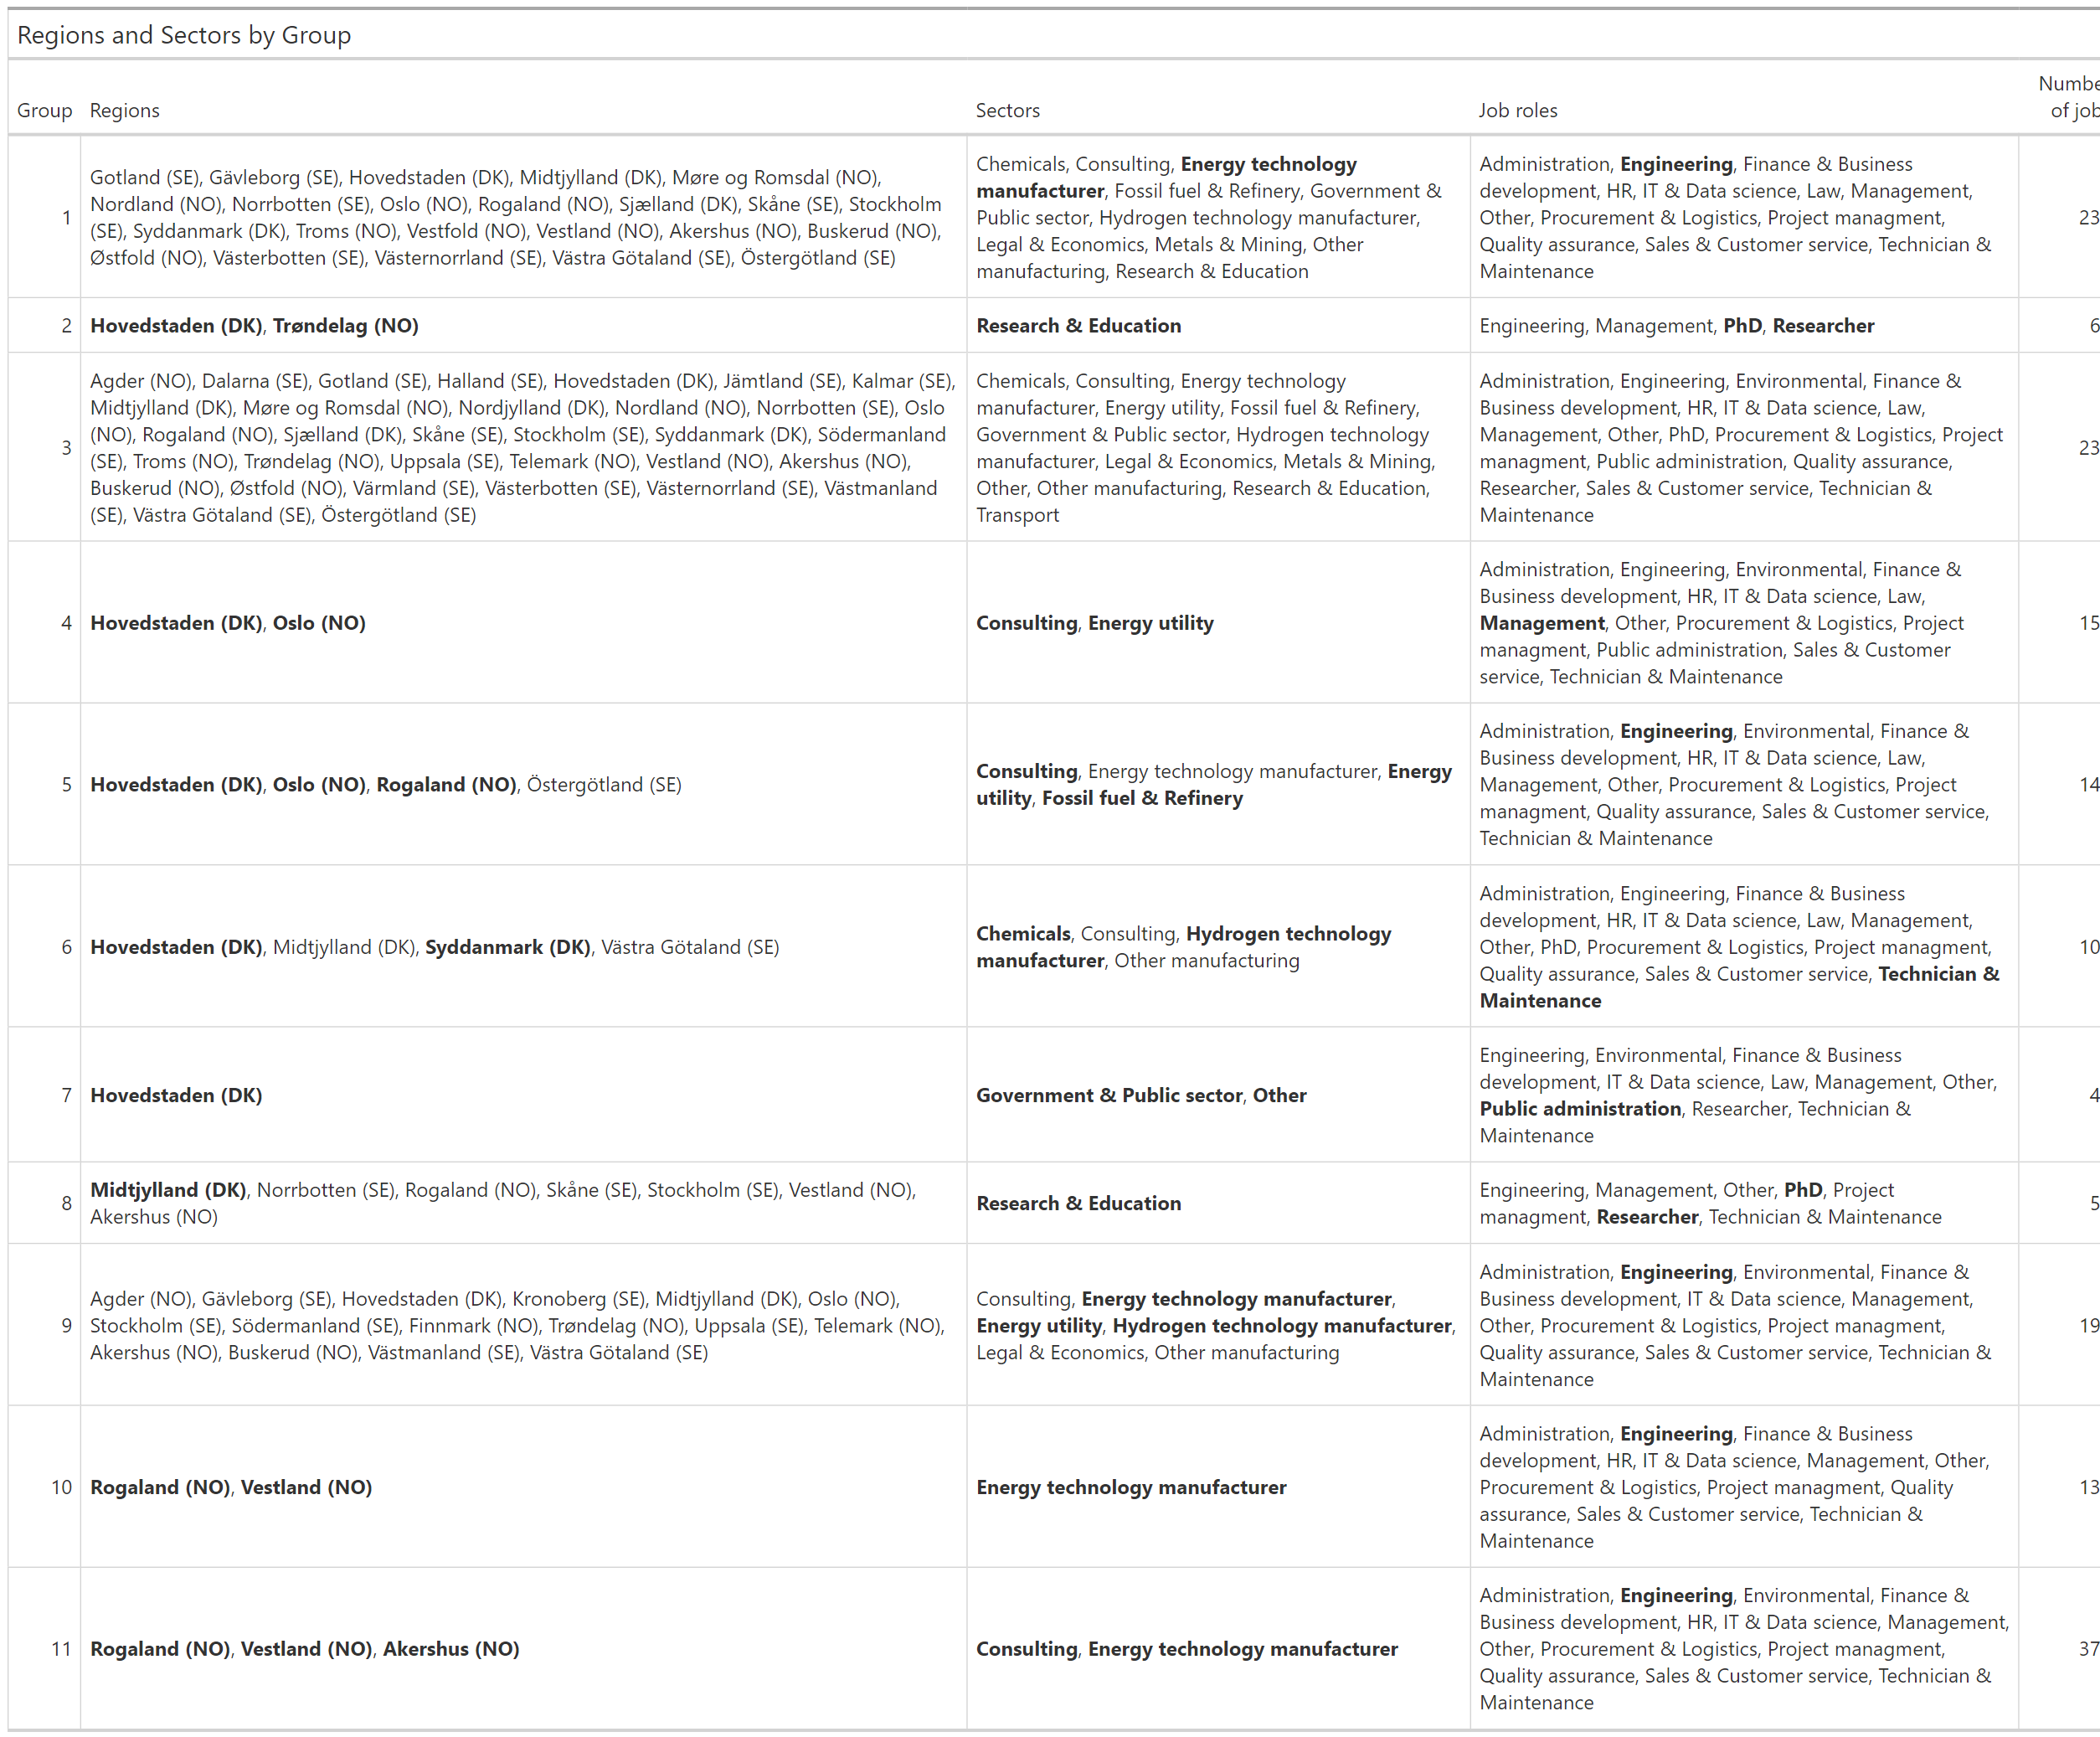 Regions and Sectors by Group
Numbe
Group Regions Sectors Job roles of job
Gotland (SE), Gävleborg (SE), Hovedstaden (DK), Midtjylland (DK), Møre og Romsdal (NO),
Nordland (NO), Norrbotten (SE), Oslo (NO), Rogaland (NO), Sjælland (DK), Skåne (SE), Stockholm
1 (SE), Syddanmark (DK), Troms (NO), Vestfold (NO), Vestland (NO), Akershus (NO), Buskerud (NO),
Østfold (NO), Västerbotten (SE), Västernorrland (SE), Västra Götaland (SE), Östergötland (SE)
Chemicals, Consulting, Energy technology
manufacturer, Fossil fuel & Refinery, Government &
Public sector, Hydrogen technology manufacturer,
Legal & Economics, Metals & Mining, Other
manufacturing, Research & Education
Administration, Engineering, Finance & Business
development, HR, IT & Data science, Law, Management,
Other, Procurement & Logistics, Project managment,
Quality assurance, Sales & Customer service, Technician &
Maintenance
23
2 Hovedstaden (DK), Trøndelag (NO) Research & Education Engineering, Management, PhD, Researcher 6
Agder (NO), Dalarna (SE), Gotland (SE), Halland (SE), Hovedstaden (DK), Jämtland (SE), Kalmar (SE),
Midtjylland (DK), Møre og Romsdal (NO), Nordjylland (DK), Nordland (NO), Norrbotten (SE), Oslo
3 (NO), Rogaland (NO), Sjælland (DK), Skåne (SE), Stockholm (SE), Syddanmark (DK), Södermanland
(SE), Troms (NO), Trøndelag (NO), Uppsala (SE), Telemark (NO), Vestland (NO), Akershus (NO),
Buskerud (NO), Østfold (NO), Värmland (SE), Västerbotten (SE), Västernorrland (SE), Västmanland
(SE), Västra Götaland (SE), Östergötland (SE)
Chemicals, Consulting, Energy technology
manufacturer, Energy utility, Fossil fuel & Refinery,
Government & Public sector, Hydrogen technology
manufacturer, Legal & Economics, Metals & Mining,
Other, Other manufacturing, Research & Education,
Transport
Administration, Engineering, Environmental, Finance &
Business development, HR, IT & Data science, Law,
Management, Other, PhD, Procurement & Logistics, Project
managment, Public administration, Quality assurance,
Researcher, Sales & Customer service, Technician &
Maintenance
23
4 Hovedstaden (DK), Oslo (NO) Consulting, Energy utility
Administration, Engineering, Environmental, Finance &
Business development, HR, IT & Data science, Law,
Management, Other, Procurement & Logistics, Project
managment, Public administration, Sales & Customer
service, Technician & Maintenance
15
5 Hovedstaden (DK), Oslo (NO), Rogaland (NO), Östergötland (SE)
Consulting, Energy technology manufacturer, Energy
utility, Fossil fuel & Refinery
Administration, Engineering, Environmental, Finance &
Business development, HR, IT & Data science, Law,
Management, Other, Procurement & Logistics, Project
managment, Quality assurance, Sales & Customer service,
Technician & Maintenance
14
6 Hovedstaden (DK), Midtjylland (DK), Syddanmark (DK), Västra Götaland (SE)
Chemicals, Consulting, Hydrogen technology
manufacturer, Other manufacturing
Administration, Engineering, Finance & Business
development, HR, IT & Data science, Law, Management,
Other, PhD, Procurement & Logistics, Project managment,
Quality assurance, Sales & Customer service, Technician &
Maintenance
10
7 Hovedstaden (DK) Government & Public sector, Other
Engineering, Environmental, Finance & Business
development, IT & Data science, Law, Management, Other,
Public administration, Researcher, Technician &
Maintenance
4
8 Midtjylland (DK), Norrbotten (SE), Rogaland (NO), Skåne (SE), Stockholm (SE), Vestland (NO),
Akershus (NO)
Research & Education
Engineering, Management, Other, PhD, Project
managment, Researcher, Technician & Maintenance
5
Agder (NO), Gävleborg (SE), Hovedstaden (DK), Kronoberg (SE), Midtjylland (DK), Oslo (NO),
9 Stockholm (SE), Södermanland (SE), Finnmark (NO), Trøndelag (NO), Uppsala (SE), Telemark (NO),
Akershus (NO), Buskerud (NO), Västmanland (SE), Västra Götaland (SE)
Consulting, Energy technology manufacturer,
Energy utility, Hydrogen technology manufacturer,
Legal & Economics, Other manufacturing
Administration, Engineering, Environmental, Finance &
Business development, IT & Data science, Management,
Other, Procurement & Logistics, Project managment,
Quality assurance, Sales & Customer service, Technician &
Maintenance
19
10 Rogaland (NO), Vestland (NO) Energy technology manufacturer
Administration, Engineering, Finance & Business
development, HR, IT & Data science, Management, Other,
Procurement & Logistics, Project managment, Quality
assurance, Sales & Customer service, Technician &
Maintenance
13
11 Rogaland (NO), Vestland (NO), Akershus (NO) Consulting, Energy technology manufacturer
Administration, Engineering, Environmental, Finance &
Business development, HR, IT & Data science, Management,
Other, Procurement & Logistics, Project managment,
Quality assurance, Sales & Customer service, Technician &
Maintenance
37